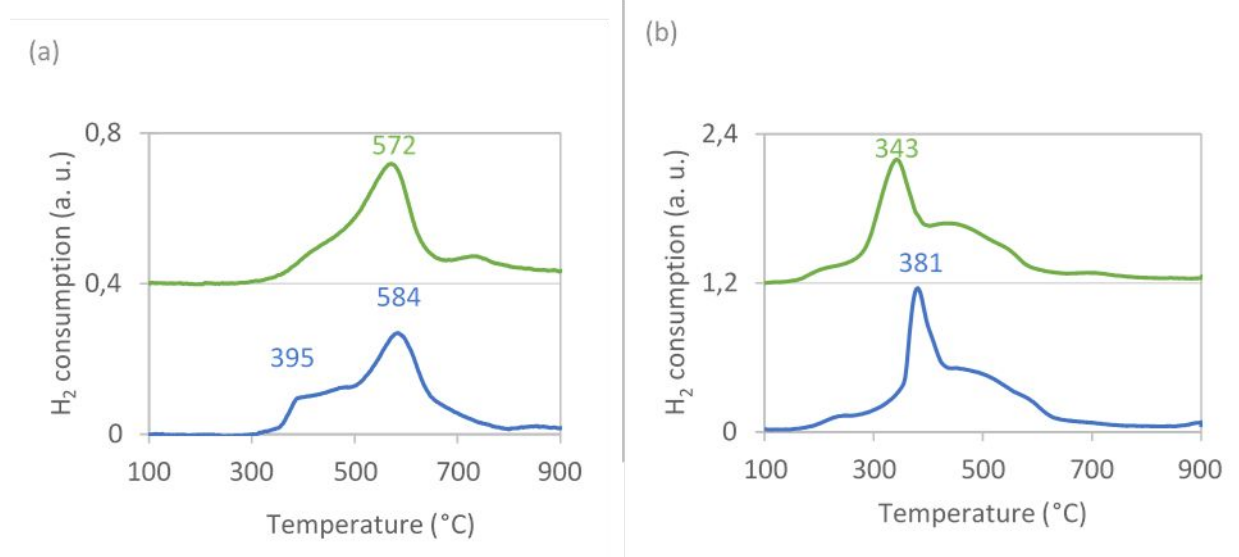 (a)
H₂ consumption (a. u.)
0,8
0,4
0
572
584
395
100 300 500 700 900
Temperature (°C)
(b)
H₂ consumption (a. u.)
2,4
1,2
0
343
381
100 300 500 700 900
Temperature (°C)